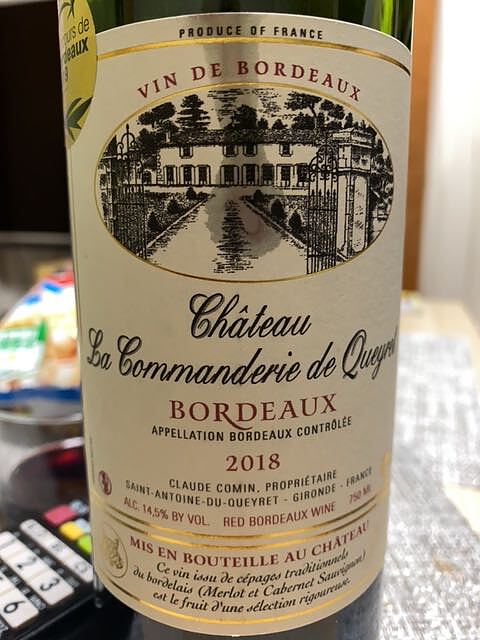 PRODUCE OF FRANCE
VIN DE BORDEAUX
Château
La Commanderie de Queyret
BORDEAUX
APPELLATION BORDEAUX CONTRÔLÉE
2018
CLAUDE COMIN, PROPRIÉTAIRE
SAINT-ANTOINE-DU-QUEYRET - GIRONDE - FRANCE
ALC. 14,5% BY VOL. RED BORDEAUX WINE 750 ML
MIS EN BOUTEILLE AU CHÂTEAU
Ce vin issu de cépages traditionnels
du bordelais (Merlot et Cabernet Sauvignon)
est le fruit d'une sélection rigoureuse.